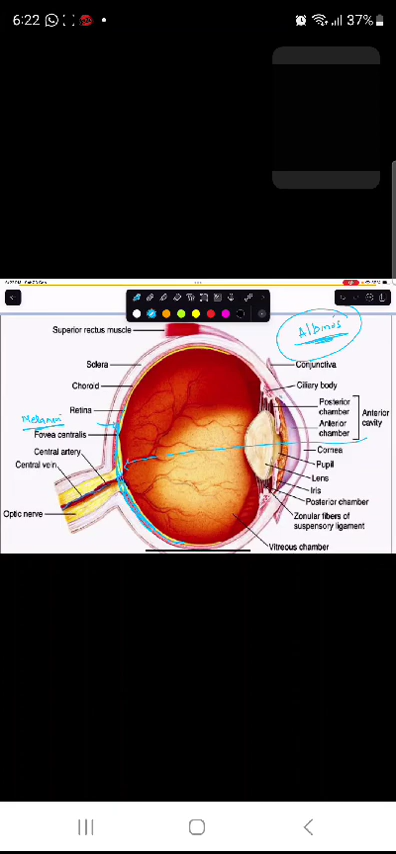 6:22
37%
Albinos
Superior rectus muscle
Sclera
Choroid
Retina
Melanin
Fovea centralis
Central artery
Central vein
Optic nerve
Conjunctiva
Ciliary body
Posterior
chamber
Anterior
chamber
Anterior
cavity
Cornea
Pupil
Lens
Iris
Posterior chamber
Zonular fibers of
suspensory ligament
Vitreous chamber